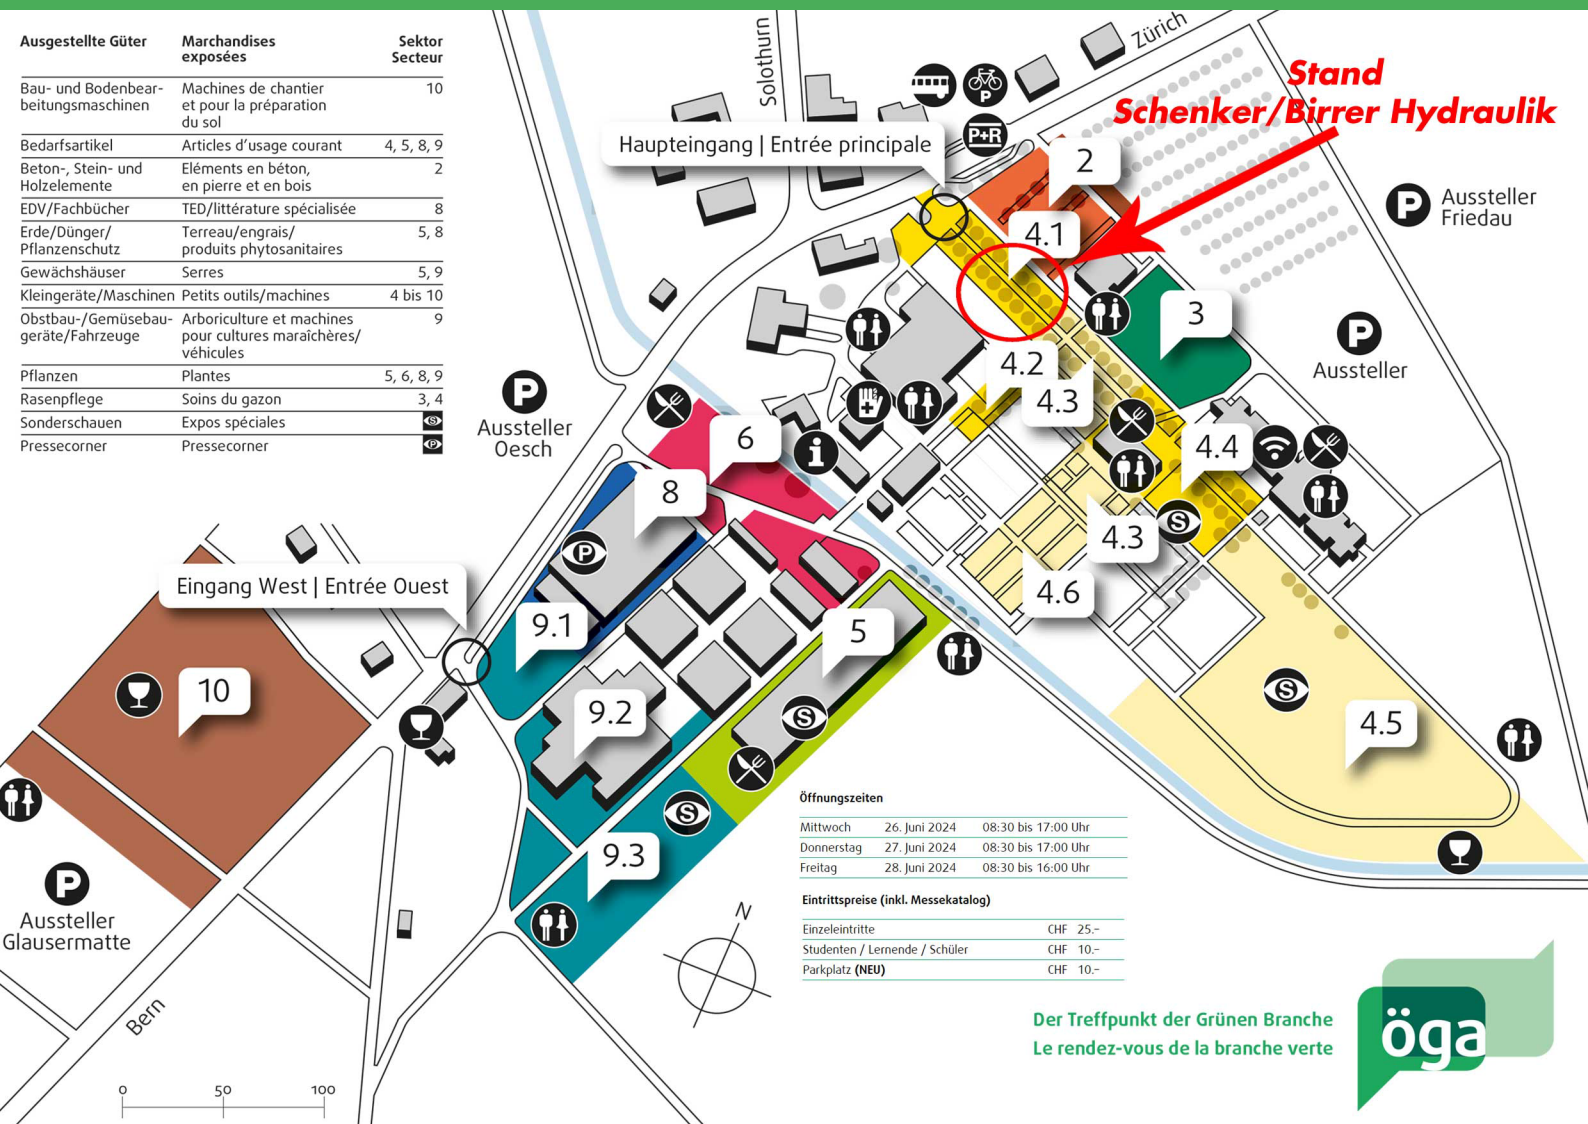 Ausgestellte Güter Marchandises exposées Sektor Secteur
Bau- und Bodenbear-beitungsmaschinen Machines de chantier et pour la préparation du sol 10
Bedarfsartikel Articles d'usage courant 4, 5, 8, 9
Beton-, Stein- und Holzelemente Eléments en béton, en pierre et en bois 2
EDV/Fachbücher TED/littérature spécialisée 8
Erde/Dünger/Pflanzenschutz Terreau/engrais/produits phytosanitaires 5, 8
Gewächshäuser Serres 5, 9
Kleingeräte/Maschinen Petits outils/machines 4 bis 10
Obstbau-/Gemüsebau-geräte/Fahrzeuge Arboriculture et machines pour cultures maraîchères/véhicules 9
Pflanzen Plantes 5, 6, 8, 9
Rasenpflege Soins du gazon 3, 4
Sonderschauen Expos spéciales S
Pressecorner Pressecorner P
Solothurn
Zürich
Stand
Schenker/Birrer Hydraulik
P
P+R
Haupteingang | Entrée principale
2
4.1
P Aussteller
Friedau
3
P
Aussteller
4.2
4.3
P
Aussteller
Oesch
6
i
4.4
8
P
S
4.3
4.6
Eingang West | Entrée Ouest
9.1
5
10
9.2
S
S
4.5
S
9.3
P
Aussteller
Glausermatte
Bern
N
0 50 100
Öffnungszeiten
Mittwoch 26. Juni 2024 08:30 bis 17:00 Uhr
Donnerstag 27. Juni 2024 08:30 bis 17:00 Uhr
Freitag 28. Juni 2024 08:30 bis 16:00 Uhr
Eintrittspreise (inkl. Messekatalog)
Einzeleintritte CHF 25.–
Studenten / Lernende / Schüler CHF 10.–
Parkplatz (NEU) CHF 10.–
Der Treffpunkt der Grünen Branche
Le rendez-vous de la branche verte
öga